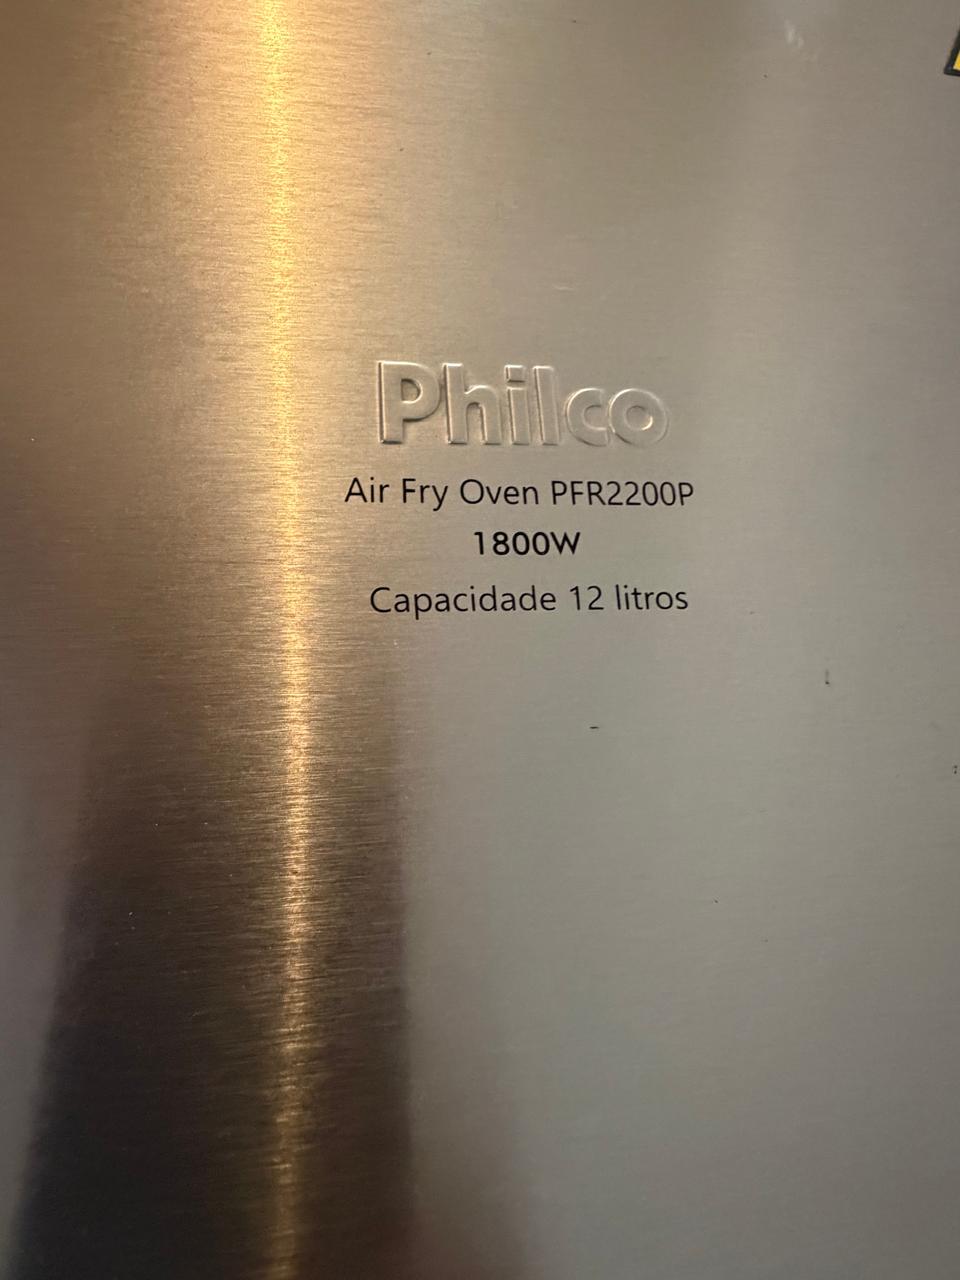 Philco
Air Fry Oven PFR2200P
1800W
Capacidade 12 litros